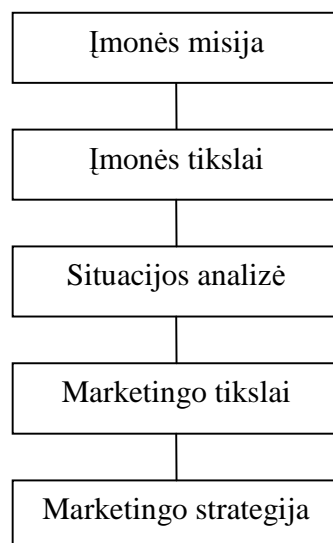 Įmonės misija
Įmonės tikslai
Situacijos analizė
Marketingo tikslai
Marketingo strategija